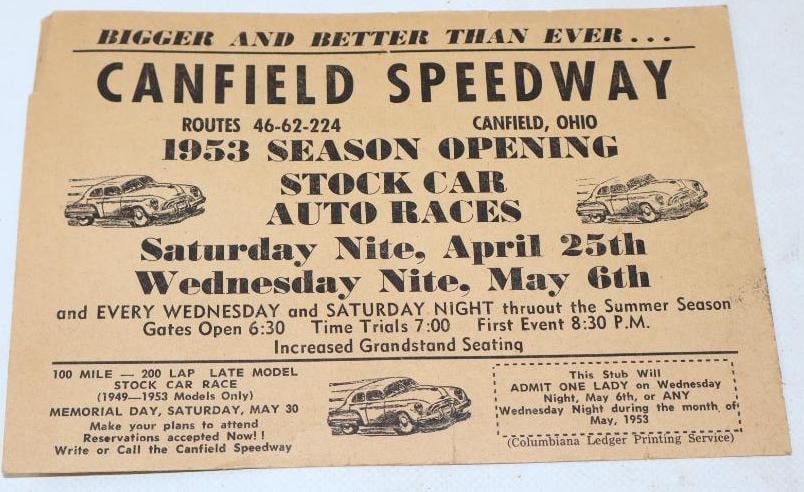 BIGGER AND BETTER THAN EVER...
CANFIELD SPEEDWAY
ROUTES 46-62-224 CANFIELD, OHIO
1953 SEASON OPENING
STOCK CAR
AUTO RACES
Saturday Nite, April 25th
Wednesday Nite, May 6th
and EVERY WEDNESDAY and SATURDAY NIGHT thruout the Summer Season
Gates Open 6:30 Time Trials 7:00 First Event 8:30 P.M.
Increased Grandstand Seating
100 MILE — 200 LAP LATE MODEL
STOCK CAR RACE
(1949—1953 Models Only)
MEMORIAL DAY, SATURDAY, MAY 30
Make your plans to attend
Reservations accepted Now!!
Write or Call the Canfield Speedway
This Stub Will
ADMIT ONE LADY on Wednesday
Night, May 6th, or ANY
Wednesday Night during the month of
May, 1953
(Columbiana Ledger Printing Service)